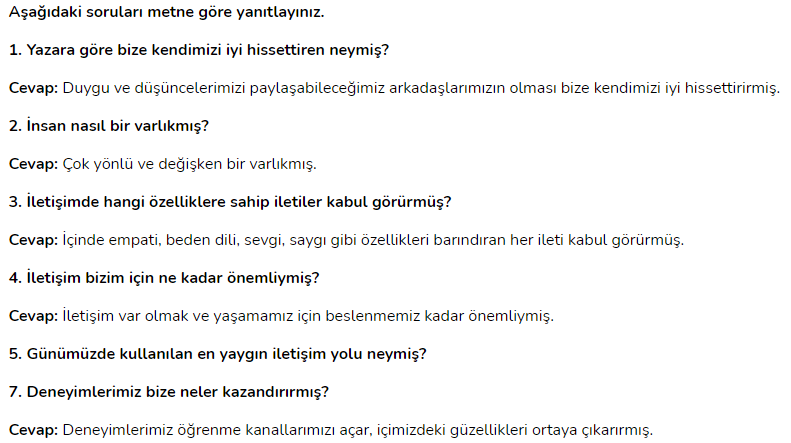 Aşağıdaki soruları metne göre yanıtlayınız.
1. Yazara göre bize kendimizi iyi hissettiren neymiş?
Cevap: Duygu ve düşüncelerimizi paylaşabileceğimiz arkadaşlarımızın olması bize kendimizi iyi hissettirirmiş.
2. İnsan nasıl bir varlıkmış?
Cevap: Çok yönlü ve değişken bir varlıkmış.
3. İletişimde hangi özelliklere sahip iletiler kabul görürmüş?
Cevap: İçinde empati, beden dili, sevgi, saygı gibi özellikleri barındıran her ileti kabul görürmüş.
4. İletişim bizim için ne kadar önemliymiş?
Cevap: İletişim var olmak ve yaşamamız için beslenmemiz kadar önemliymiş.
5. Günümüzde kullanılan en yaygın iletişim yolu neymiş?
7. Deneyimlerimiz bize neler kazandırırmış?
Cevap: Deneyimlerimiz öğrenme kanallarımızı açar, içimizdeki güzellikleri ortaya çıkarırmış.